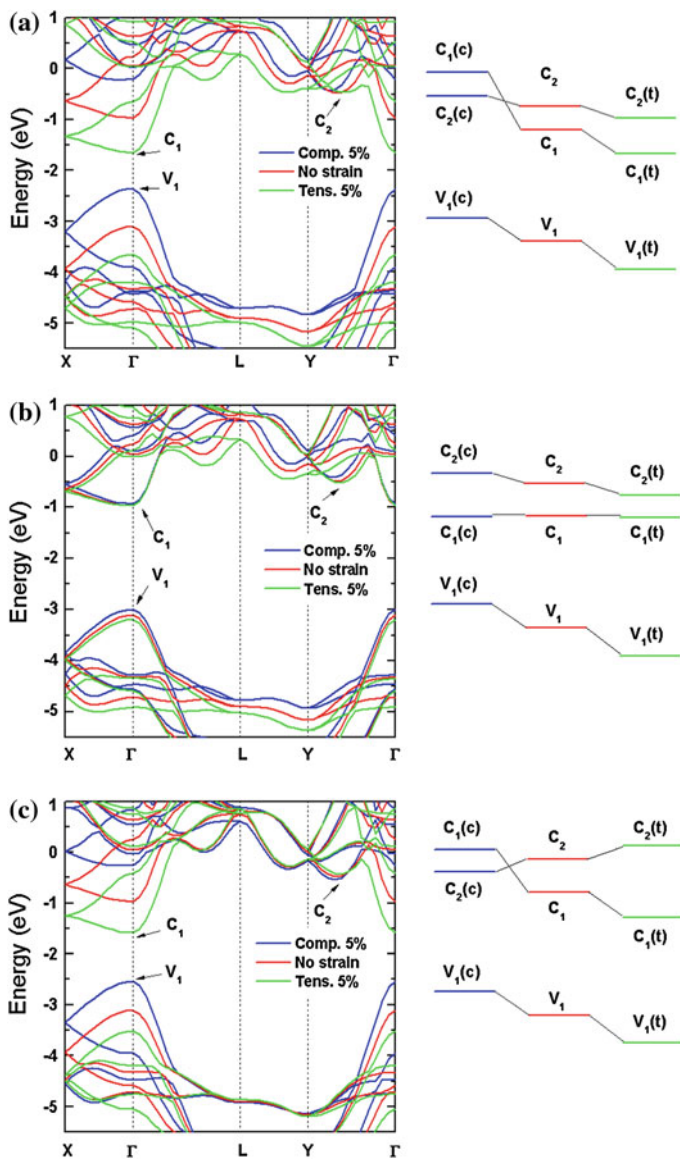 (a)
1
0
-1
-2
-3
-4
-5
Energy (eV)
C2
C1
V1
Comp. 5%
No strain
Tens. 5%
X Γ L Y Γ
C1(c)
C2
C2(c)
C2(t)
C1
C1(t)
V1(c)
V1
V1(t)
(b)
1
0
-1
-2
-3
-4
-5
Energy (eV)
C2
C1
V1
Comp. 5%
No strain
Tens. 5%
X Γ L Y Γ
C2(c)
C2
C2(t)
C1(c)
C1
C1(t)
V1(c)
V1
V1(t)
(c)
1
0
-1
-2
-3
-4
-5
Energy (eV)
C2
C1
V1
Comp. 5%
No strain
Tens. 5%
X Γ L Y Γ
C1(c)
C2
C2(t)
C2(c)
C1
C1(t)
V1(c)
V1
V1(t)